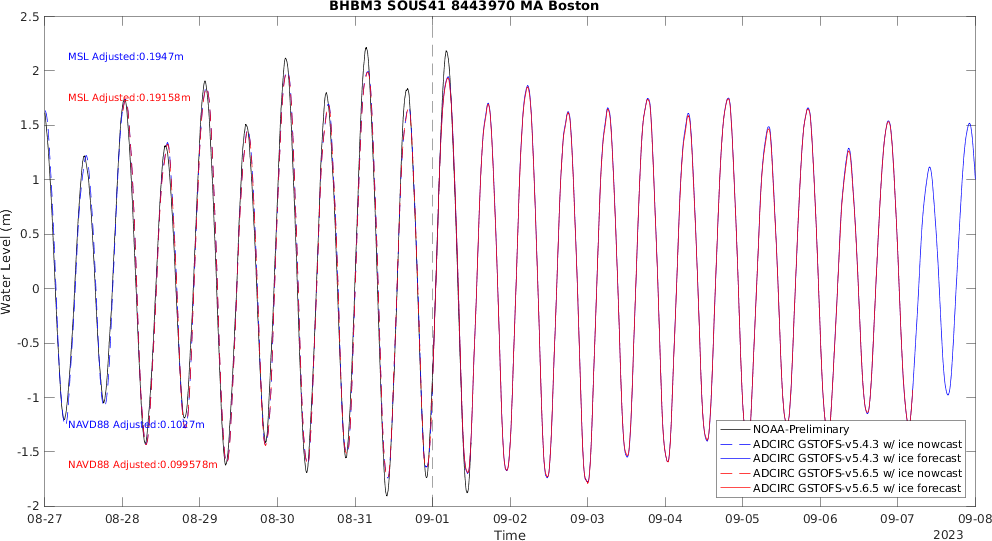 BHBM3 SOUS41 8443970 MA Boston
2.5
2
1.5
1
0.5
0
-0.5
-1
-1.5
-2
Water Level (m)
MSL Adjusted:0.1947m
MSL Adjusted:0.19158m
NAVD88 Adjusted:0.1027m
NAVD88 Adjusted:0.099578m
NOAA-Preliminary
ADCIRC GSTOFS-v5.4.3 w/ ice nowcast
ADCIRC GSTOFS-v5.4.3 w/ ice forecast
ADCIRC GSTOFS-v5.6.5 w/ ice nowcast
ADCIRC GSTOFS-v5.6.5 w/ ice forecast
08-27 08-28 08-29 08-30 08-31 09-01 09-02 09-03 09-04 09-05 09-06 09-07 09-08
Time
2023